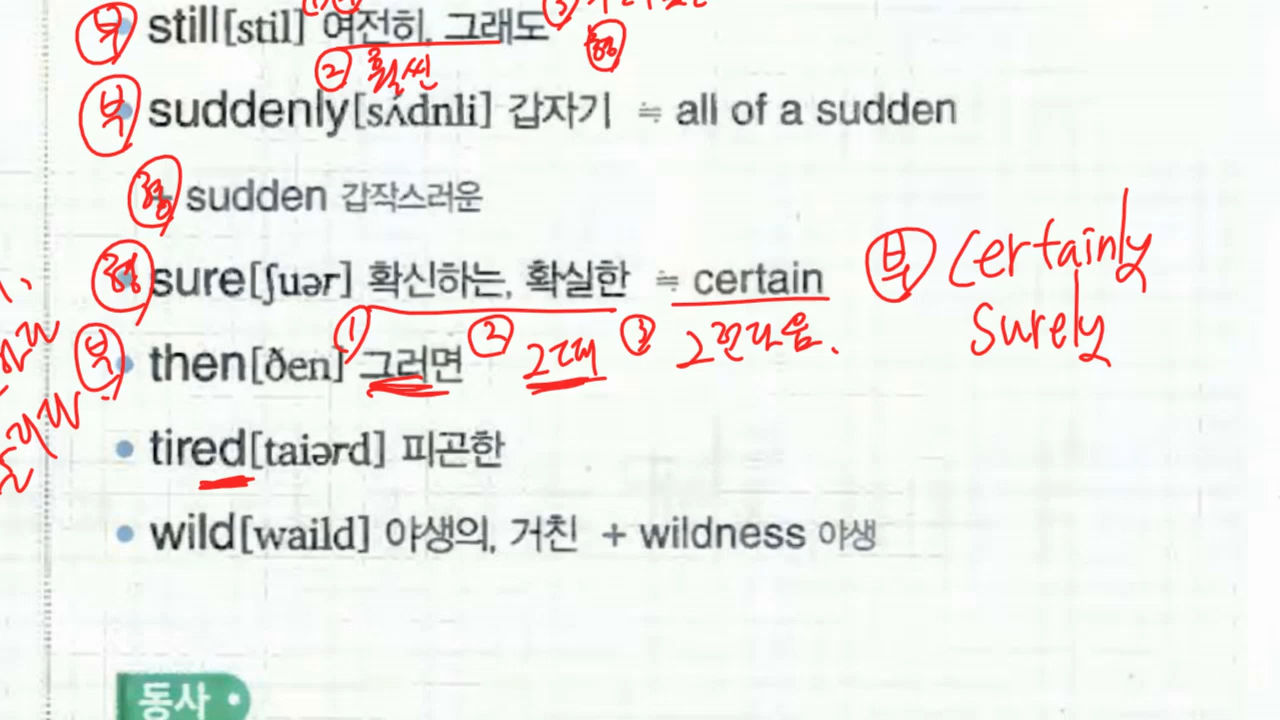 부 still[stil] 여전히, 그래도 형
② 훨씬
부 suddenly[sʌ́dnli] 갑자기 ≒ all of a sudden
형 sudden 갑작스러운
형 sure[ʃuər] 확신하는, 확실한 ≒ certain 부 certainly
surely
부 then[ðen] ① 그러면 ② 그때 ③ 그런다음.
tired[taiərd] 피곤한
wild[waild] 야생의, 거친 + wildness 야생
동사